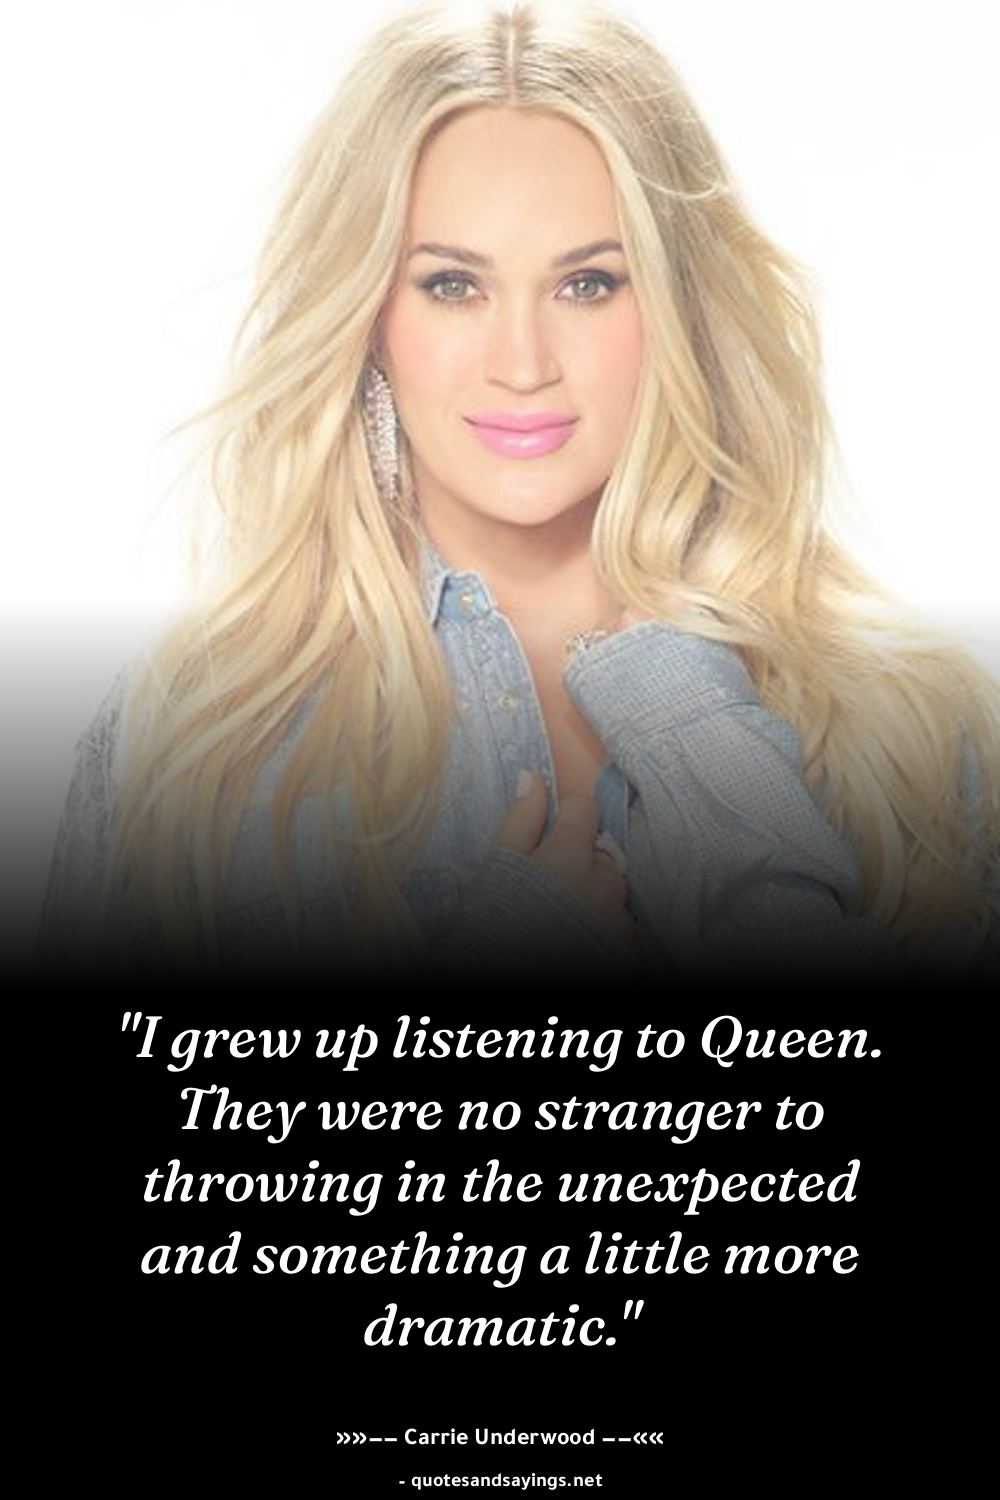 "I grew up listening to Queen.
They were no stranger to
throwing in the unexpected
and something a little more
dramatic."
»»–– Carrie Underwood ––««
- quotesandsayings.net